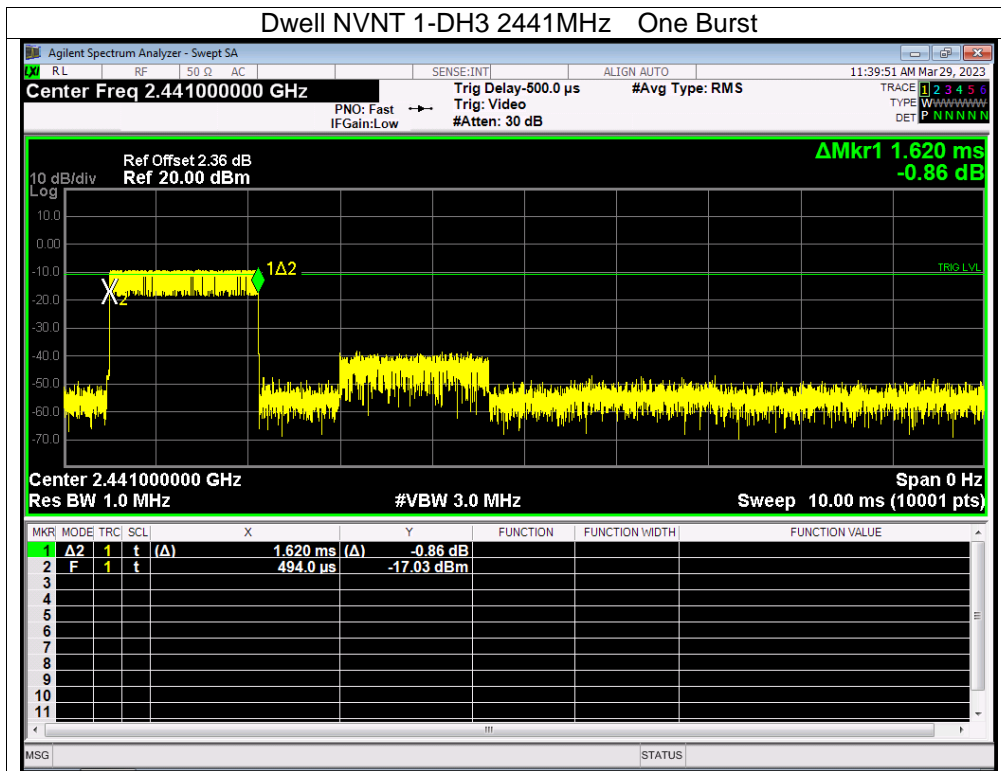 Dwell NVNT 1-DH3 2441MHz One Burst
Agilent Spectrum Analyzer - Swept SA
LXI RL RF 50 Ω AC SENSE:INT ALIGN AUTO 11:39:51 AM Mar 29, 2023
Center Freq 2.441000000 GHz Trig Delay-500.0 µs #Avg Type: RMS TRACE 1 2 3 4 5 6
PNO: Fast Trig: Video TYPE WWWWWW
IFGain:Low #Atten: 30 dB DET P N N N N N
ΔMkr1 1.620 ms
-0.86 dB
Ref Offset 2.36 dB
10 dB/div Ref 20.00 dBm
Log
10.0
0.00
-10.0
1Δ2
TRIG LVL
2
-20.0
-30.0
-40.0
-50.0
-60.0
-70.0
Center 2.441000000 GHz Span 0 Hz
Res BW 1.0 MHz #VBW 3.0 MHz Sweep 10.00 ms (10001 pts)
MKR MODE TRC SCL X Y FUNCTION FUNCTION WIDTH FUNCTION VALUE
1 Δ2 1 t (Δ) 1.620 ms (Δ) -0.86 dB
2 F 1 t 494.0 µs -17.03 dBm
3
4
5
6
7
8
9
10
11
MSG STATUS